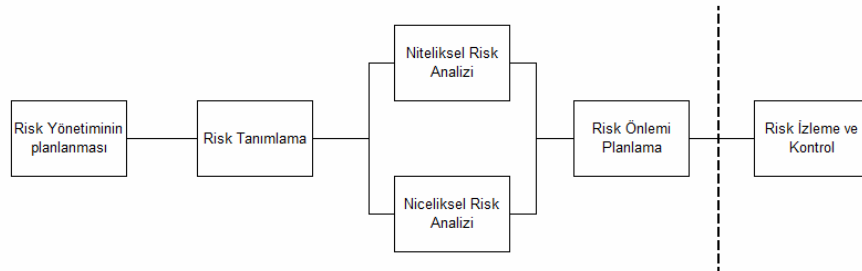 Risk Yönetiminin
planlanması
Risk Tanımlama
Niteliksel Risk
Analizi
Niceliksel Risk
Analizi
Risk Önlemi
Planlama
Risk İzleme ve
Kontrol